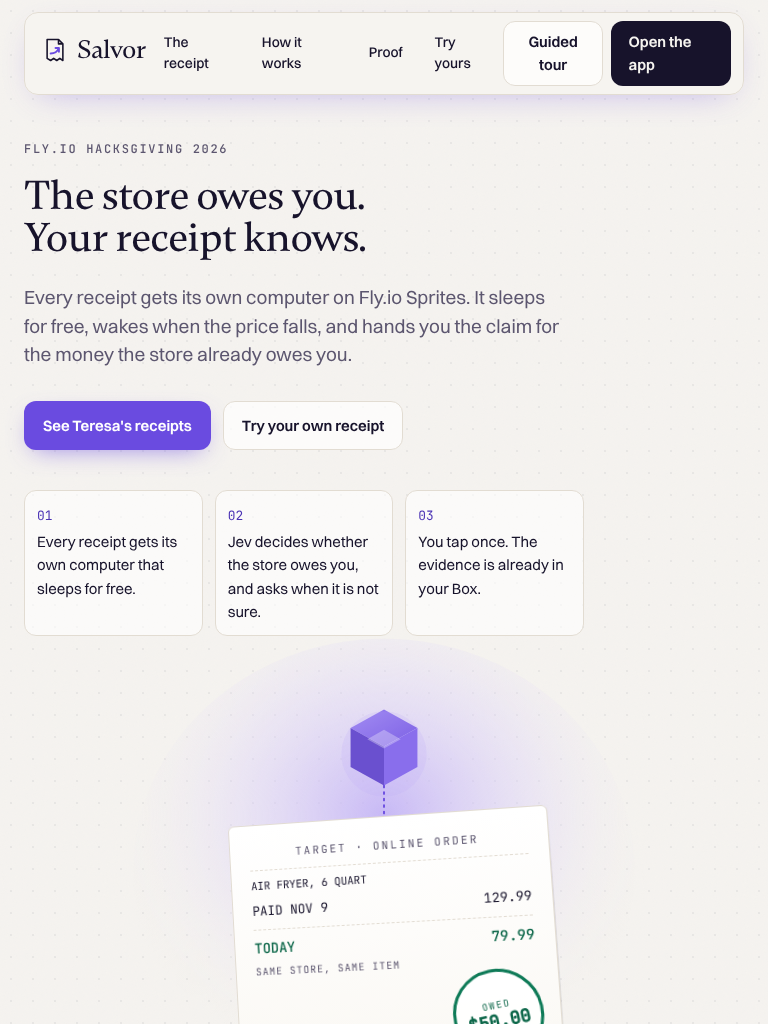 Salvor
The receipt
How it works
Proof
Try yours
Guided tour
Open the app
FLY.IO HACKSGIVING 2026
The store owes you.
Your receipt knows.
Every receipt gets its own computer on Fly.io Sprites. It sleeps
for free, wakes when the price falls, and hands you the claim for
the money the store already owes you.
See Teresa's receipts
Try your own receipt
01
Every receipt gets its
own computer that
sleeps for free.
02
Jev decides whether
the store owes you,
and asks when it is not
sure.
03
You tap once. The
evidence is already in
your Box.
TARGET · ONLINE ORDER
AIR FRYER, 6 QUART
PAID NOV 9 129.99
TODAY 79.99
SAME STORE, SAME ITEM
OWED
$50.00